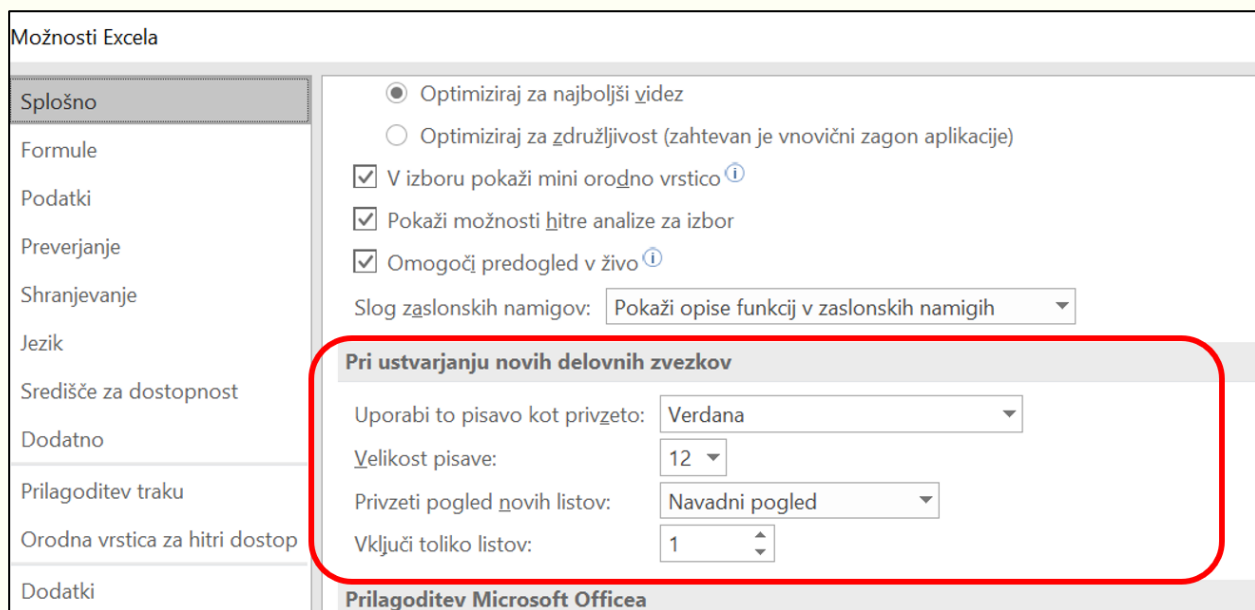 Možnosti Excela
Splošno
Formule
Podatki
Preverjanje
Shranjevanje
Jezik
Središče za dostopnost
Dodatno
Prilagoditev traku
Orodna vrstica za hitri dostop
Dodatki
Optimiziraj za najboljši videz
Optimiziraj za združljivost (zahtevan je vnovični zagon aplikacije)
V izboru pokaži mini orodno vrstico
Pokaži možnosti hitre analize za izbor
Omogoči predogled v živo
Slog zaslonskih namigov: Pokaži opise funkcij v zaslonskih namigih
Pri ustvarjanju novih delovnih zvezkov
Uporabi to pisavo kot privzeto: Verdana
Velikost pisave: 12
Privzeti pogled novih listov: Navadni pogled
Vključi toliko listov: 1
Prilagoditev Microsoft Officea